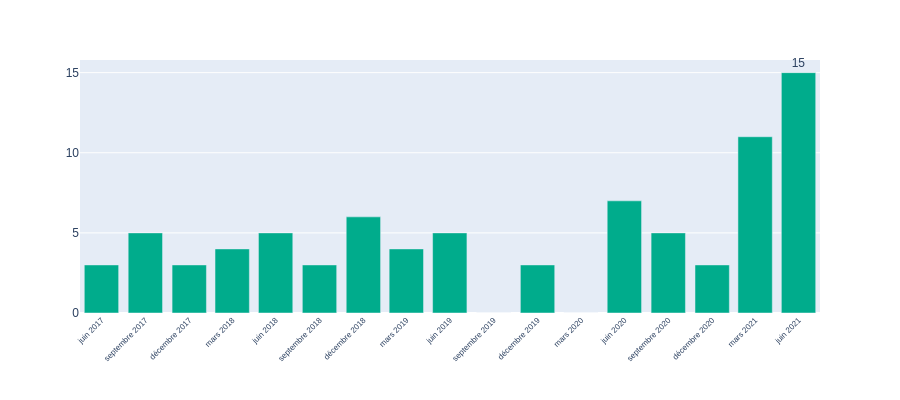 15
15
10
5
0
juin 2017
septembre 2017
décembre 2017
mars 2018
juin 2018
septembre 2018
décembre 2018
mars 2019
juin 2019
septembre 2019
décembre 2019
mars 2020
juin 2020
septembre 2020
décembre 2020
mars 2021
juin 2021